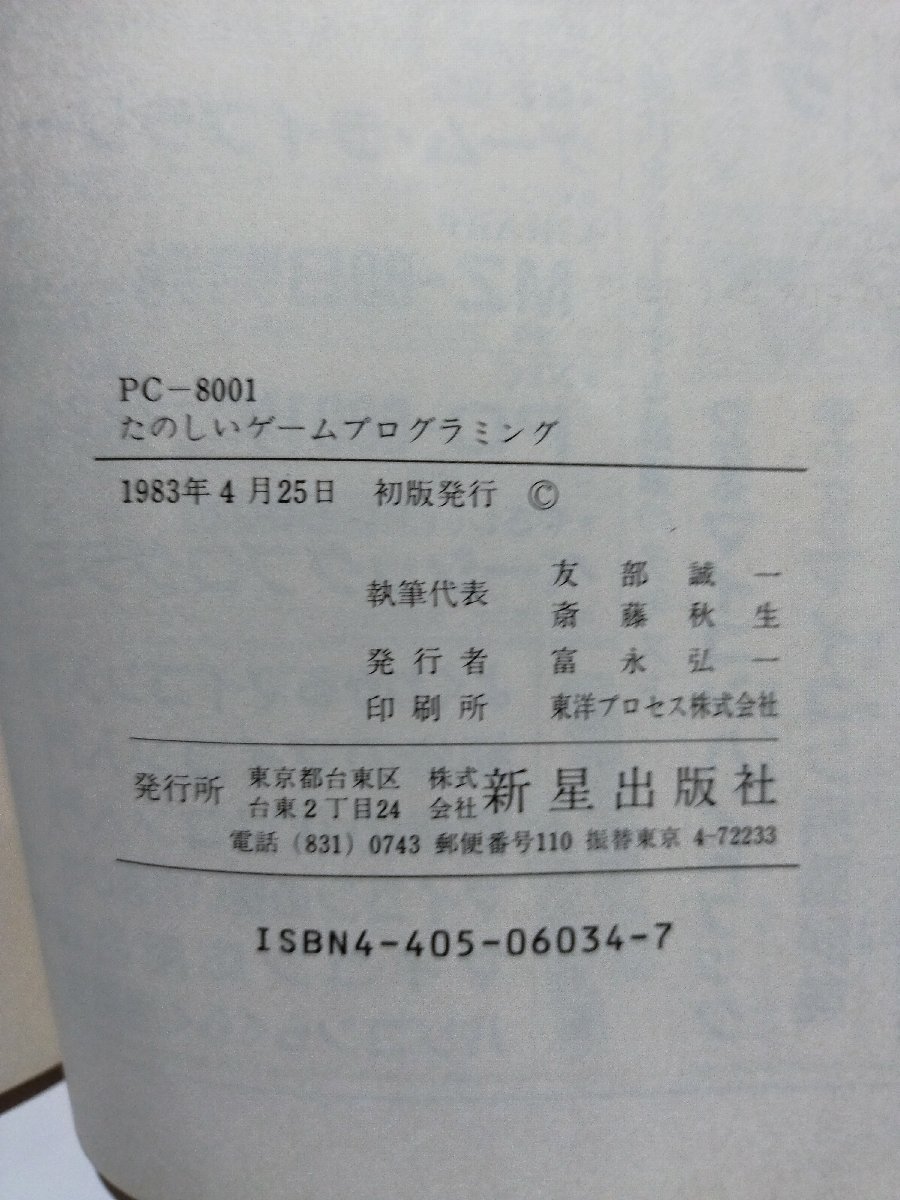 PC-8001
たのしいゲームプログラミング
1983年4月25日 初版発行 ©
執筆代表 友部誠一
斎藤秋生
発行者 富永弘一
印刷所 東洋プロセス株式会社
発行所 東京都台東区台東2丁目24 株式会社 新星出版社
電話 (831) 0743 郵便番号110 振替東京 4-72233
ISBN4-405-06034-7